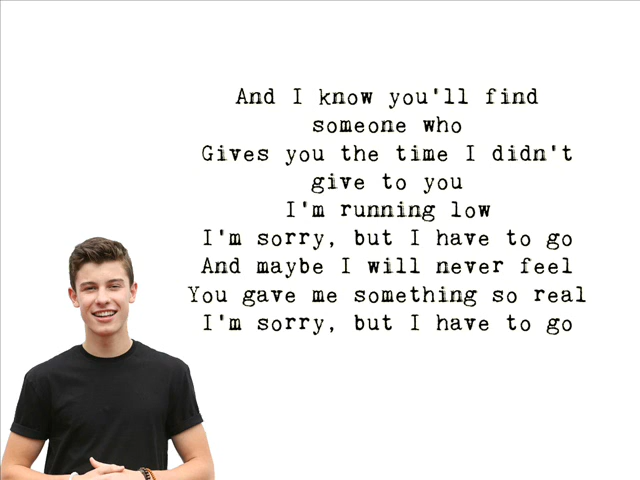 And I know you'll find
someone who
Gives you the time I didn't
give to you
I'm running low
I'm sorry, but I have to go
And maybe I will never feel
You gave me something so real
I'm sorry, but I have to go